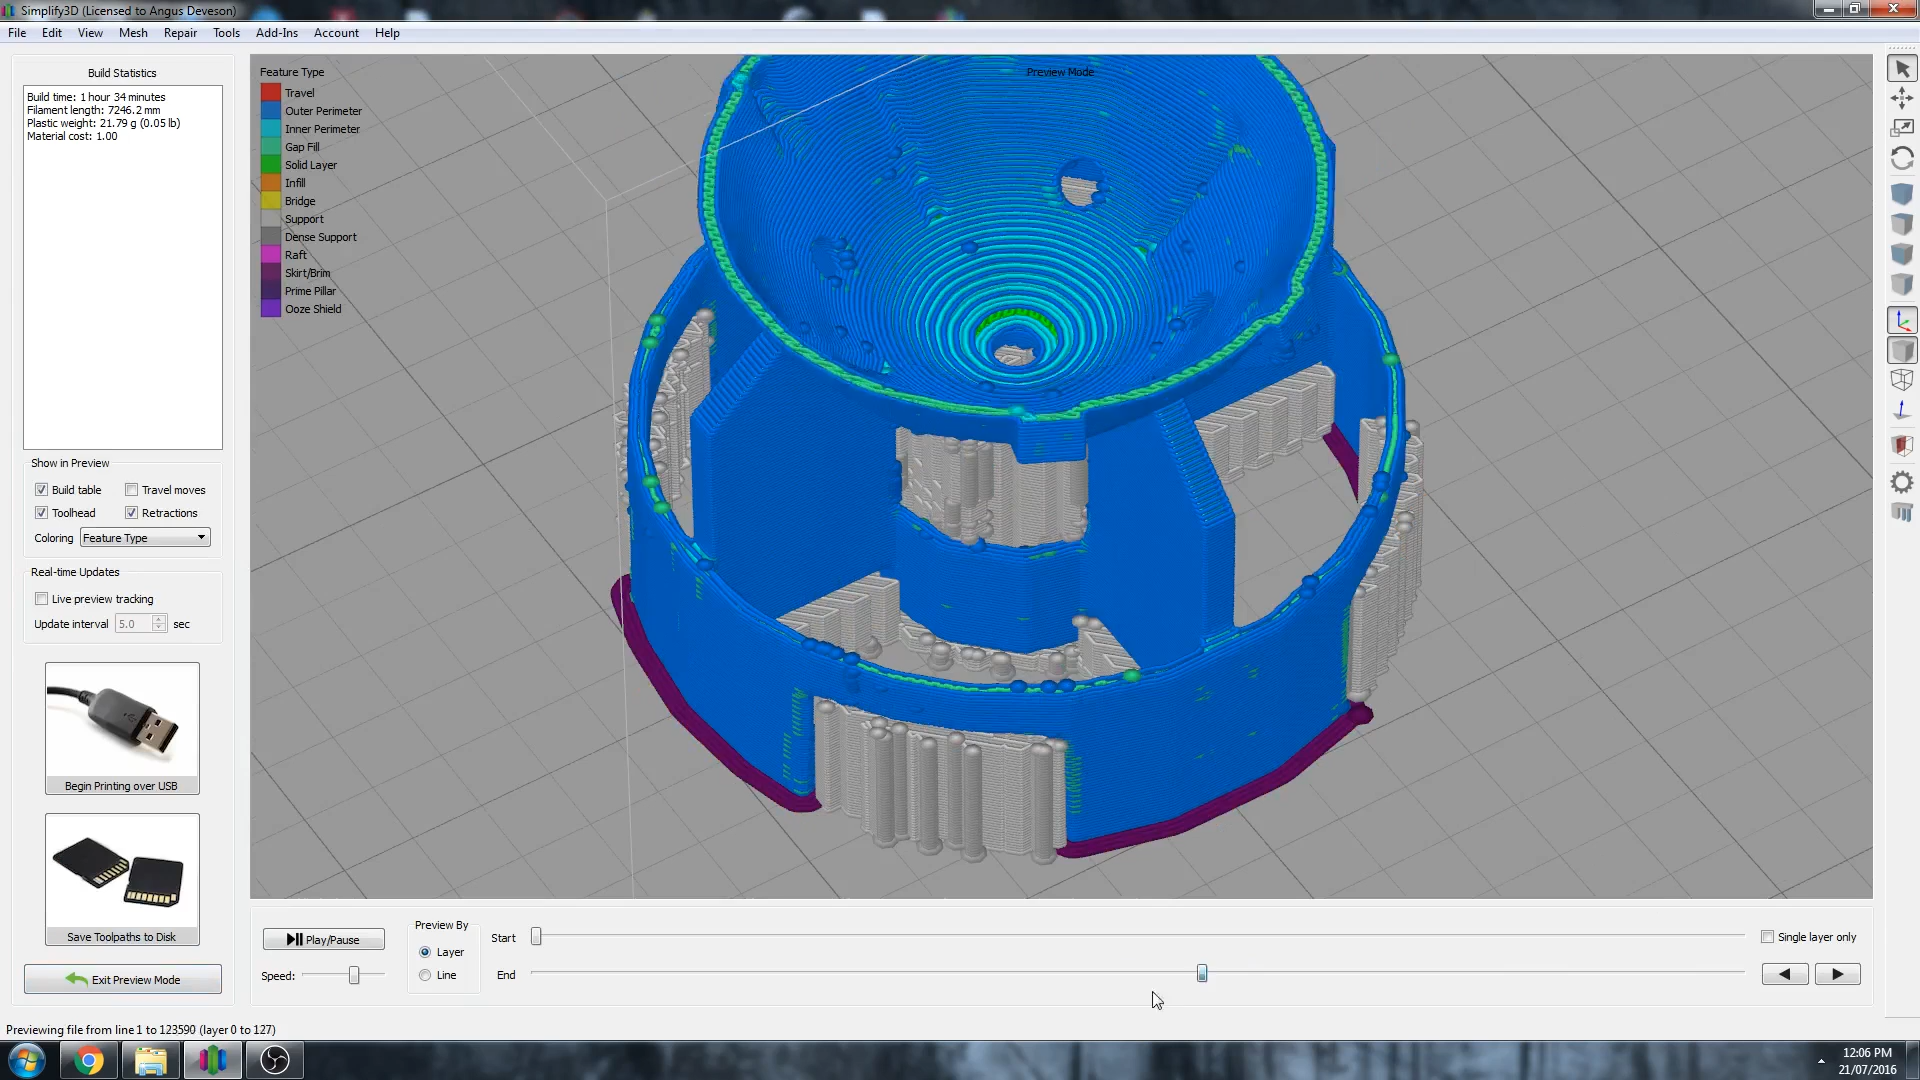 Simplify3D (Licensed to Angus Deveson)
File Edit View Mesh Repair Tools Add-Ins Account Help
Build Statistics
Build time: 1 hour 34 minutes
Filament length: 7246.2 mm
Plastic weight: 21.79 g (0.05 lb)
Material cost: 1.00
Show in Preview
Build table Travel moves
Toolhead Retractions
Coloring Feature Type
Real-time Updates
Live preview tracking
Update interval 5.0 sec
Begin Printing over USB
Save Toolpaths to Disk
Exit Preview Mode
Feature Type
Travel
Outer Perimeter
Inner Perimeter
Gap Fill
Solid Layer
Infill
Bridge
Support
Dense Support
Raft
Skirt/Brim
Prime Pillar
Ooze Shield
Preview Mode
Play/Pause
Speed:
Preview By
Layer
Line
Start
End
Single layer only
Previewing file from line 1 to 123590 (layer 0 to 127)
12:06 PM
21/07/2016